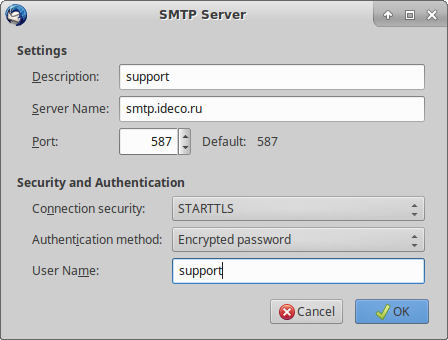 SMTP Server
Settings
Description: support
Server Name: smtp.ideco.ru
Port: 587 Default: 587
Security and Authentication
Connection security: STARTTLS
Authentication method: Encrypted password
User Name: support
Cancel OK